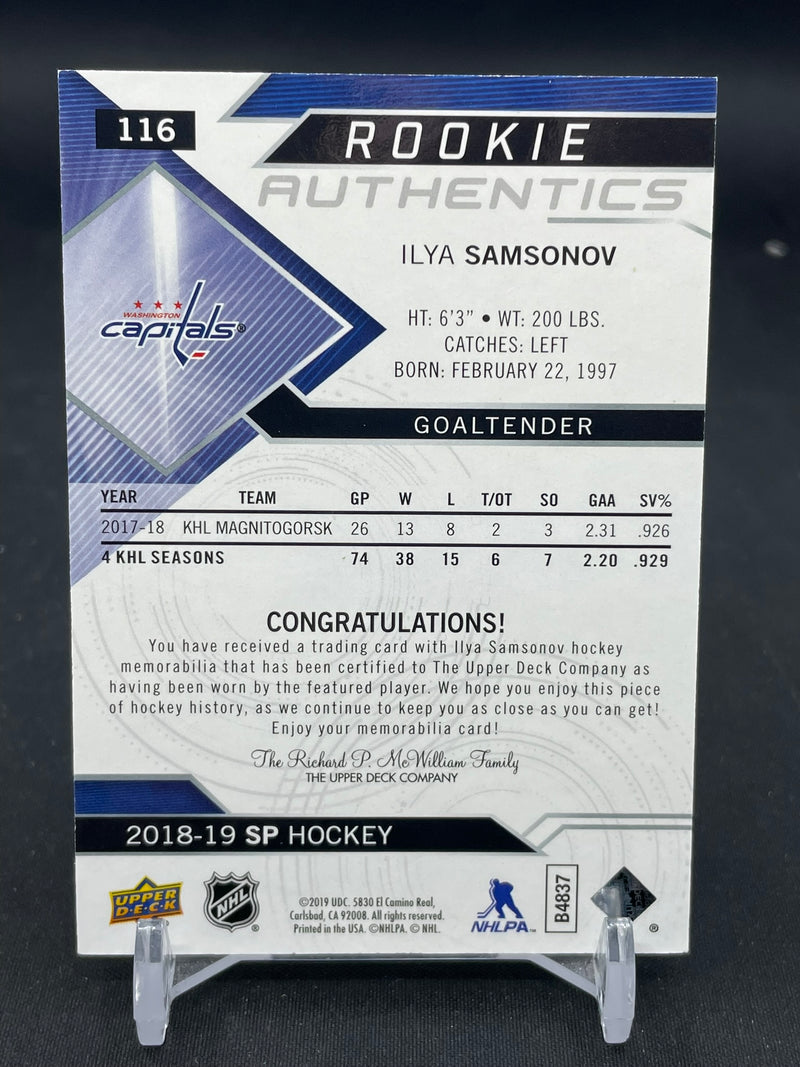 116
ROOKIE
AUTHENTICS
ILYA SAMSONOV
WASHINGTON
capitals®
HT: 6'3" • WT: 200 LBS.
CATCHES: LEFT
BORN: FEBRUARY 22, 1997
GOALTENDER
YEAR TEAM GP W L T/OT SO GAA SV%
2017-18 KHL MAGNITOGORSK 26 13 8 2 3 2.31 .926
4 KHL SEASONS 74 38 15 6 7 2.20 .929
CONGRATULATIONS!
You have received a trading card with Ilya Samsonov hockey
memorabilia that has been certified to The Upper Deck Company as
having been worn by the featured player. We hope you enjoy this piece
of hockey history, as we continue to keep you as close as you can get!
Enjoy your memorabilia card!
The Richard P. McWilliam Family
THE UPPER DECK COMPANY
2018-19 SP HOCKEY
UPPER
D·E·C·K
NHL
®
©2019 UDC. 5830 El Camino Real,
Carlsbad, CA 92008. All rights reserved.
Printed in the USA. ©NHLPA. © NHL.
NHLPA™
B4837
®